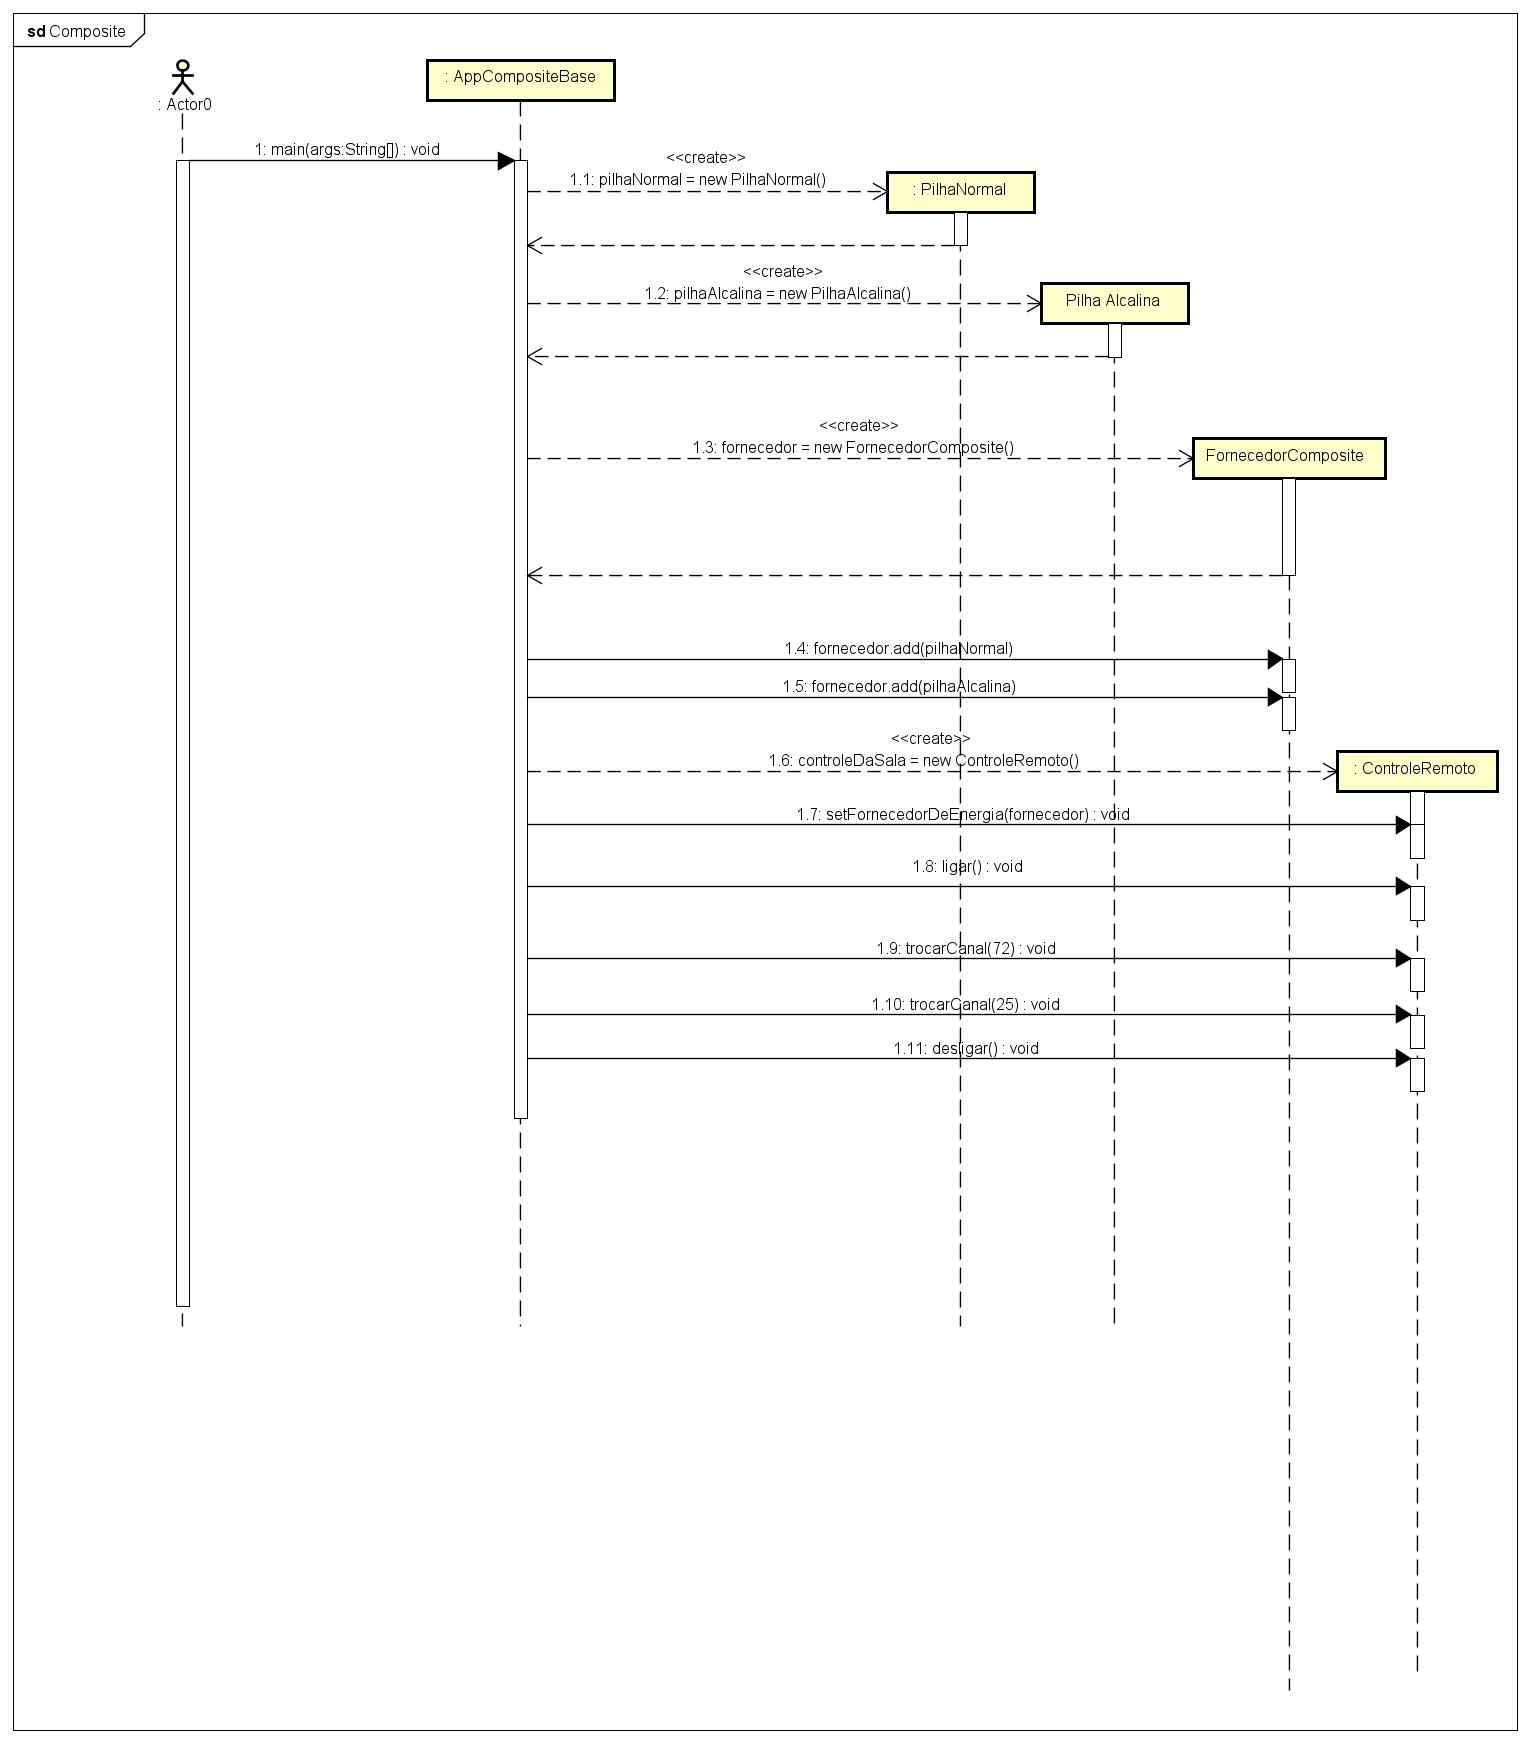 sd Composite
: Actor0
: AppCompositeBase
1: main(args:String[]) : void
<<create>>
1.1: pilhaNormal = new PilhaNormal()
: PilhaNormal
<<create>>
1.2: pilhaAlcalina = new PilhaAlcalina()
Pilha Alcalina
<<create>>
1.3: fornecedor = new FornecedorComposite()
FornecedorComposite
1.4: fornecedor.add(pilhaNormal)
1.5: fornecedor.add(pilhaAlcalina)
<<create>>
1.6: controleDaSala = new ControleRemoto()
: ControleRemoto
1.7: setFornecedorDeEnergia(fornecedor) : void
1.8: ligar() : void
1.9: trocarCanal(72) : void
1.10: trocarCanal(25) : void
1.11: desligar() : void